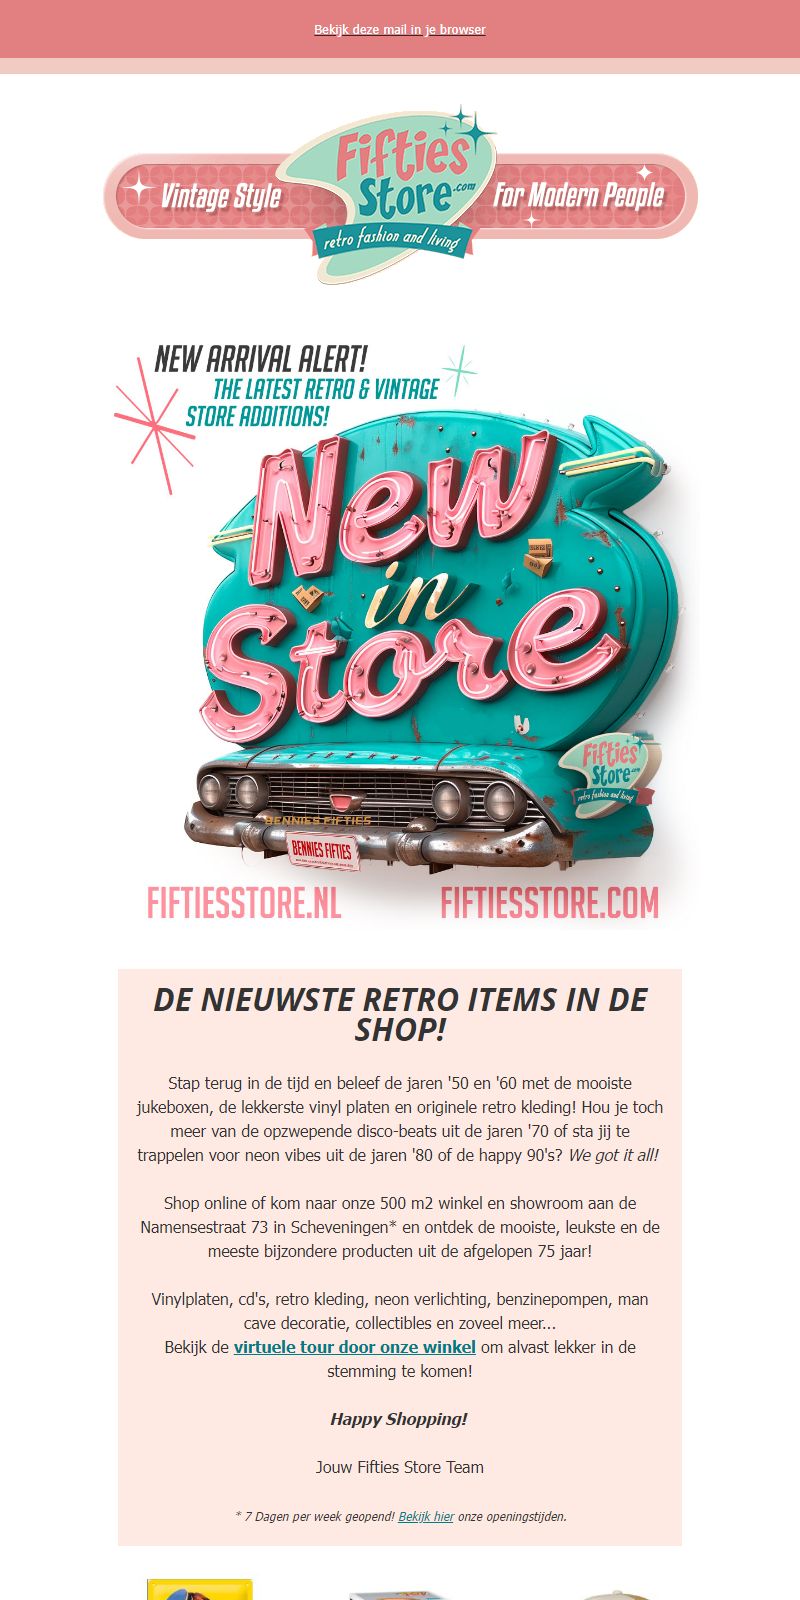 Bekijk deze mail in je browser
Vintage Style
Fifties
Store.com
retro fashion and living
For Modern People
NEW ARRIVAL ALERT!
THE LATEST RETRO & VINTAGE
STORE ADDITIONS!
New
in
Store
Fifties
Store.com
retro fashion and living
BENNIES FIFTIES
BENNIES FIFTIES
FIFTIESSTORE.NL
FIFTIESSTORE.COM
DE NIEUWSTE RETRO ITEMS IN DE
SHOP!
Stap terug in de tijd en beleef de jaren '50 en '60 met de mooiste
jukeboxen, de lekkerste vinyl platen en originele retro kleding! Hou je toch
meer van de opzwepende disco-beats uit de jaren '70 of sta jij te
trappelen voor neon vibes uit de jaren '80 of de happy 90's? We got it all!
Shop online of kom naar onze 500 m2 winkel en showroom aan de
Namensestraat 73 in Scheveningen* en ontdek de mooiste, leukste en de
meeste bijzondere producten uit de afgelopen 75 jaar!
Vinylplaten, cd's, retro kleding, neon verlichting, benzinepompen, man
cave decoratie, collectibles en zoveel meer...
Bekijk de virtuele tour door onze winkel om alvast lekker in de
stemming te komen!
Happy Shopping!
Jouw Fifties Store Team
* 7 Dagen per week geopend! Bekijk hier onze openingstijden.